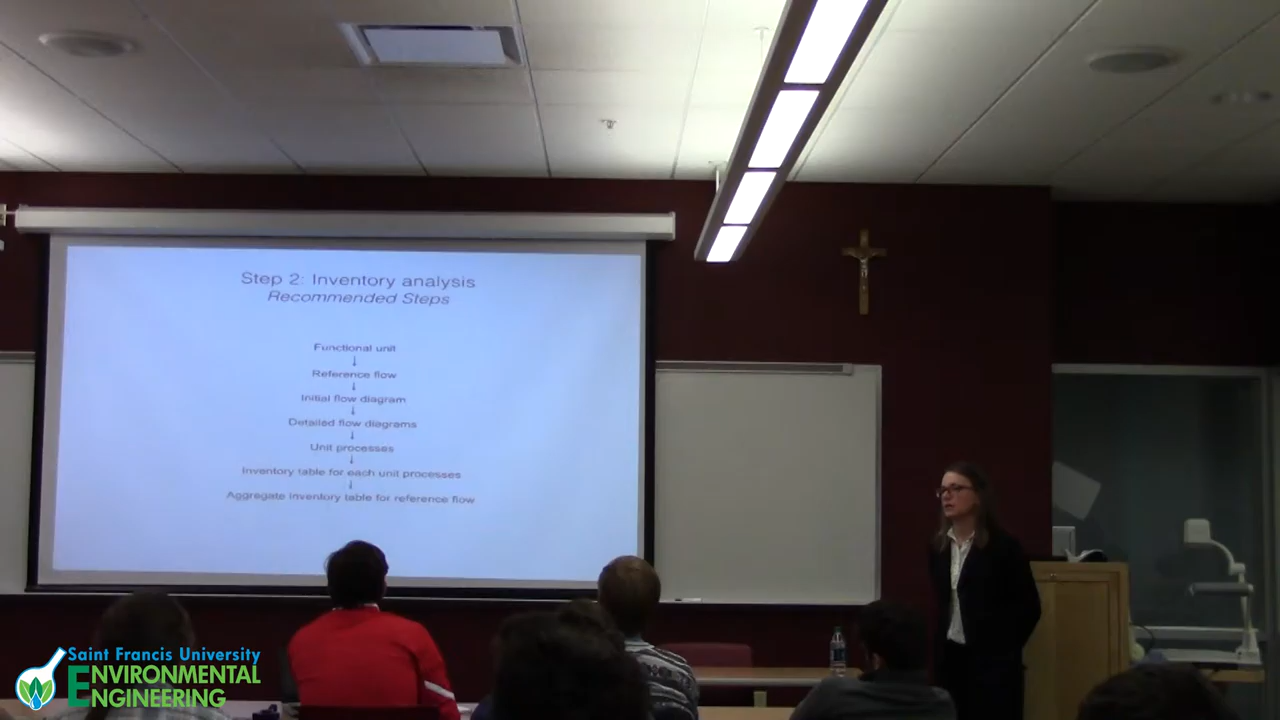 Step 2: Inventory analysis
Recommended Steps
Functional unit
↓
Reference flow
↓
Initial flow diagram
↓
Detailed flow diagrams
↓
Unit processes
↓
Inventory table for each unit processes
↓
Aggregate inventory table for reference flow
Saint Francis University
ENVIRONMENTAL
ENGINEERING